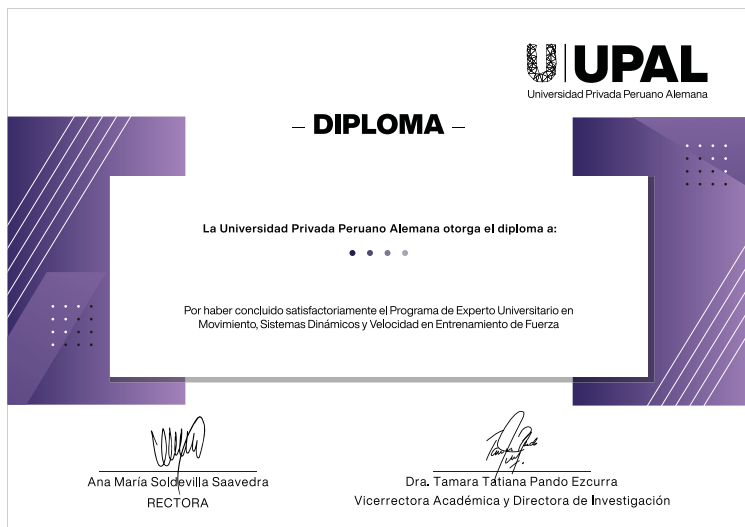 UPAL
Universidad Privada Peruano Alemana
– DIPLOMA –
La Universidad Privada Peruano Alemana otorga el diploma a:
Por haber concluido satisfactoriamente el Programa de Experto Universitario en
Movimiento, Sistemas Dinámicos y Velocidad en Entrenamiento de Fuerza
Ana María Soldevilla Saavedra
RECTORA
Dra. Tamara Tatiana Pando Ezcurra
Vicerrectora Académica y Directora de Investigación